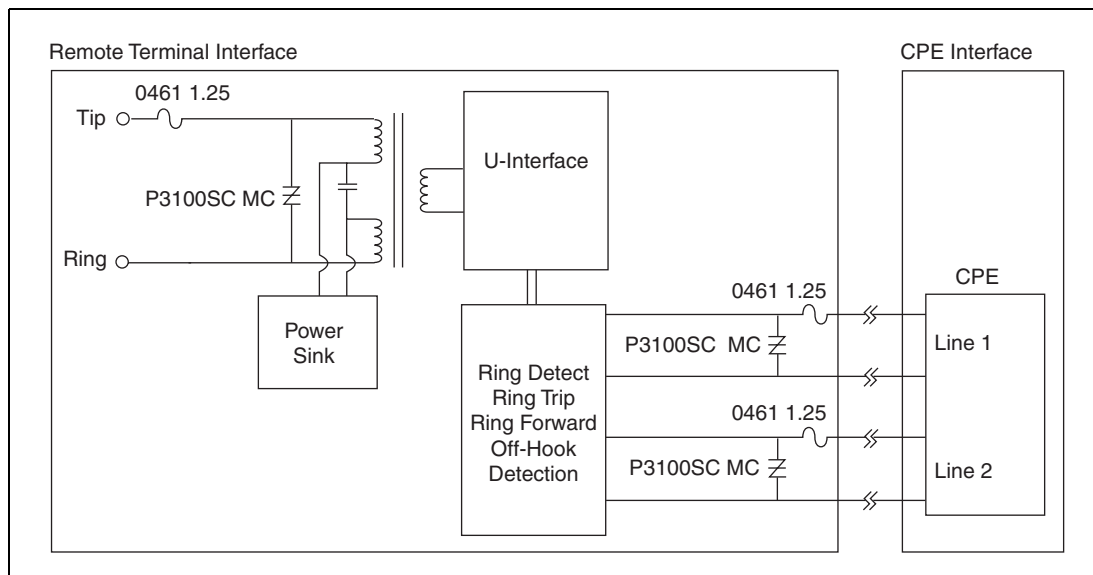 Remote Terminal Interface
CPE Interface
0461 1.25
Tip
P3100SC MC
Ring
Power
Sink
U-Interface
Ring Detect
Ring Trip
Ring Forward
Off-Hook
Detection
0461 1.25
P3100SC MC
0461 1.25
P3100SC MC
CPE
Line 1
Line 2